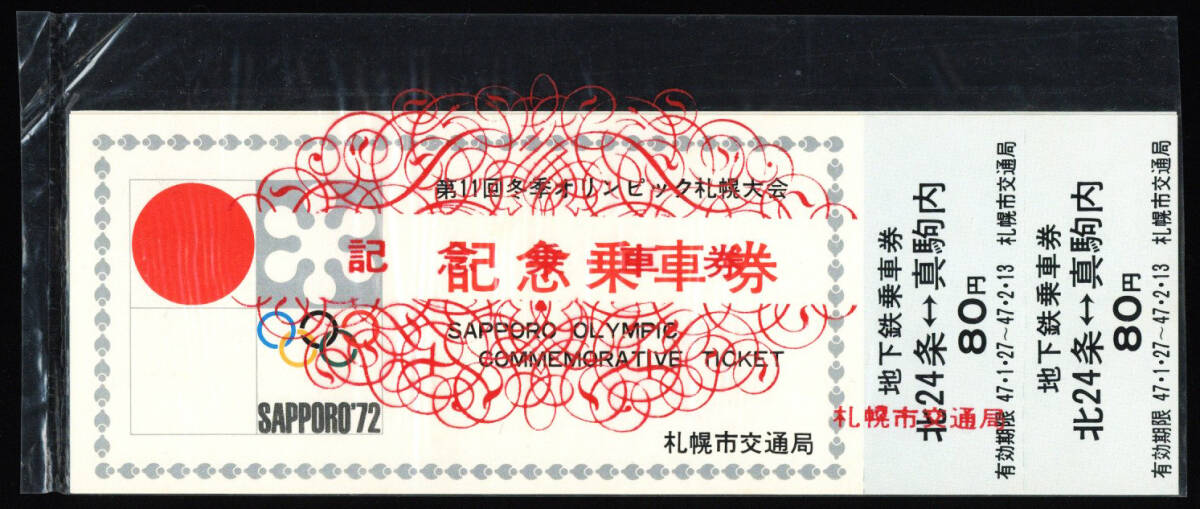 第11回冬季オリンピック札幌大会
記念乗車券
記念乗車券
SAPPORO OLYMPIC
COMMEMORATIVE TICKET
SAPPORO'72
札幌市交通局
札幌市交通局
地下鉄乗車券
北24条↔真駒内
80円
有効期限 47・1・27〜47・2・13 札幌市交通局
地下鉄乗車券
北24条↔真駒内
80円
有効期限 47・1・27〜47・2・13 札幌市交通局